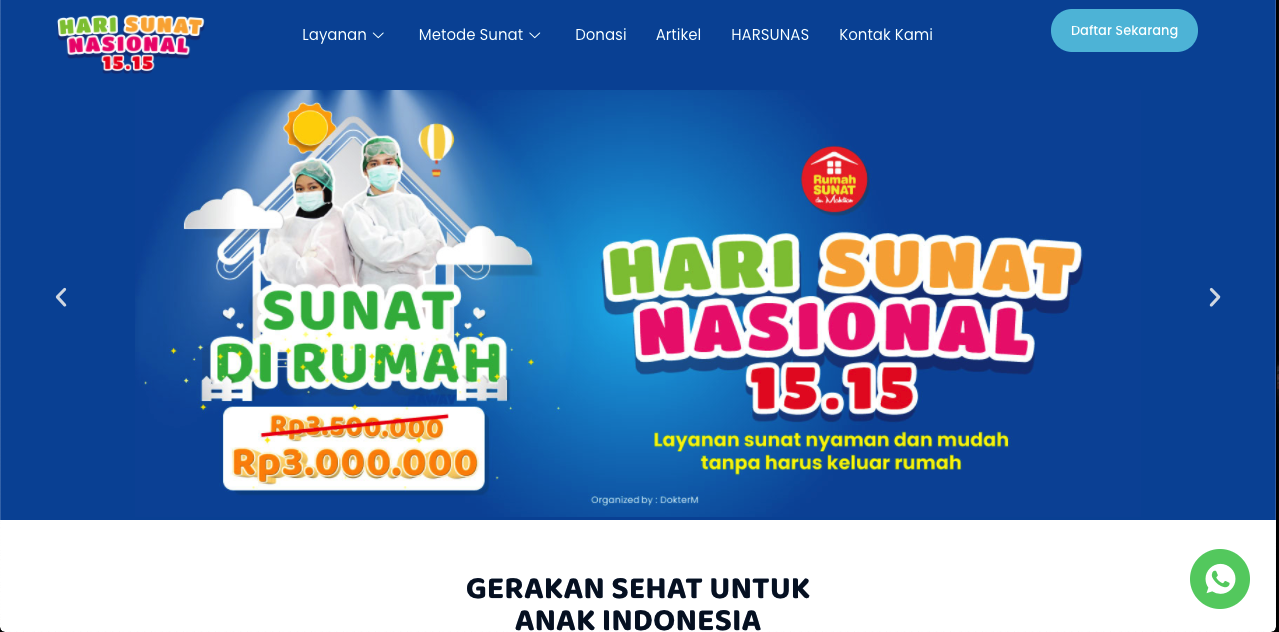 HARI SUNAT
NASIONAL
15.15
Layanan
Metode Sunat
Donasi
Artikel
HARSUNAS
Kontak Kami
Daftar Sekarang
SUNAT
DI RUMAH
Rp3.500.000
Rp3.000.000
Rumah
SUNAT
dr. Mahdian
HARI SUNAT
NASIONAL
15.15
Layanan sunat nyaman dan mudah
tanpa harus keluar rumah
Organized by : DokterM
GERAKAN SEHAT UNTUK
ANAK INDONESIA